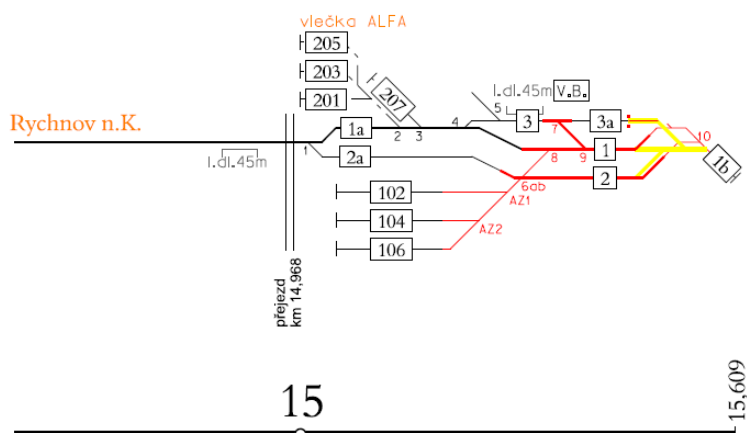 vlečka ALFA
205
203
201
207
l.dl.45m V.B.
5
Rychnov n.K.
1a
2
3
4
3
7
3a
10
l.dl.45m
1
2a
8
9
1
1b
6ab
2
102
AZ1
104
AZ2
106
přejezd
km 14,968
15
15,609